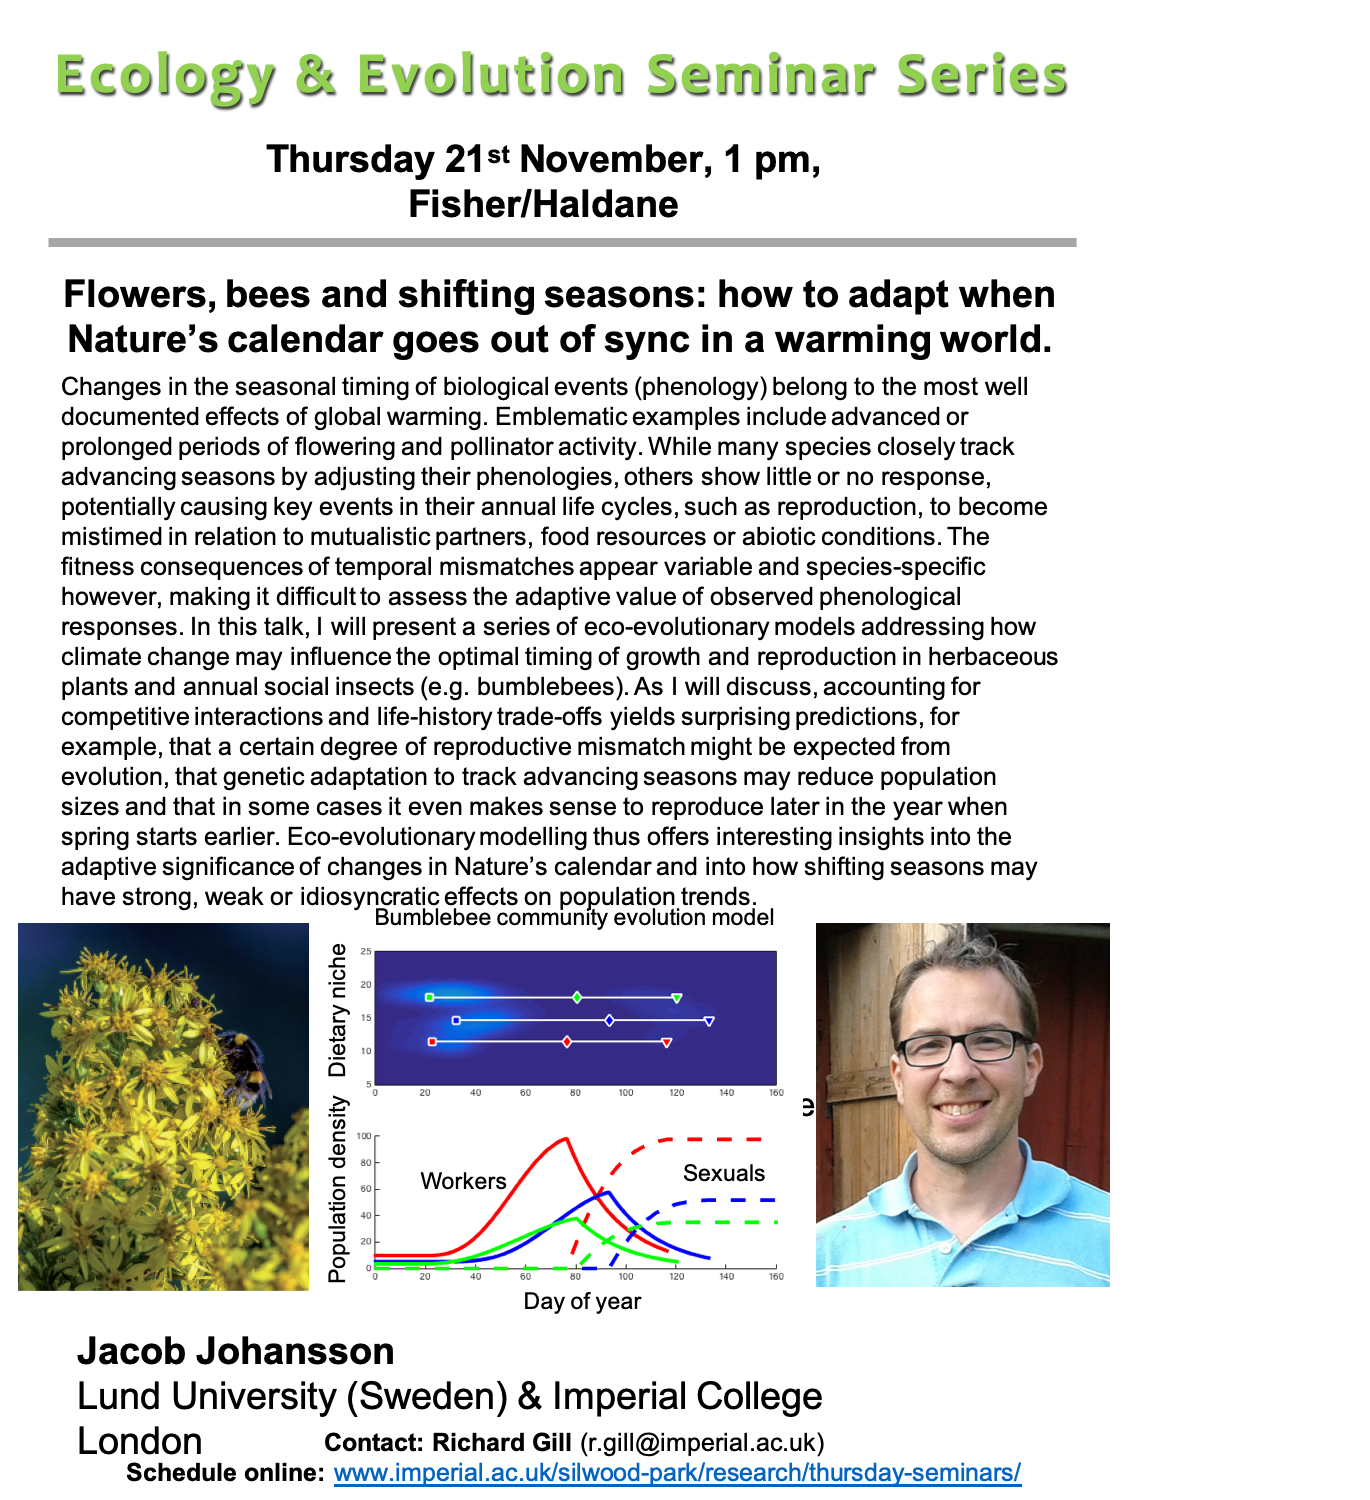 Ecology & Evolution Seminar Series
Thursday 21st November, 1 pm,
Fisher/Haldane
Flowers, bees and shifting seasons: how to adapt when
Nature’s calendar goes out of sync in a warming world.
Changes in the seasonal timing of biological events (phenology) belong to the most well
documented effects of global warming. Emblematic examples include advanced or
prolonged periods of flowering and pollinator activity. While many species closely track
advancing seasons by adjusting their phenologies, others show little or no response,
potentially causing key events in their annual life cycles, such as reproduction, to become
mistimed in relation to mutualistic partners, food resources or abiotic conditions. The
fitness consequences of temporal mismatches appear variable and species-specific
however, making it difficult to assess the adaptive value of observed phenological
responses. In this talk, I will present a series of eco-evolutionary models addressing how
climate change may influence the optimal timing of growth and reproduction in herbaceous
plants and annual social insects (e.g. bumblebees). As I will discuss, accounting for
competitive interactions and life-history trade-offs yields surprising predictions, for
example, that a certain degree of reproductive mismatch might be expected from
evolution, that genetic adaptation to track advancing seasons may reduce population
sizes and that in some cases it even makes sense to reproduce later in the year when
spring starts earlier. Eco-evolutionary modelling thus offers interesting insights into the
adaptive significance of changes in Nature’s calendar and into how shifting seasons may
have strong, weak or idiosyncratic effects on population trends.
Bumblebee community evolution model
Dietary niche
25
20
15
10
5
0 20 40 60 80 100 120 140 160
e
Population density
100
80
60
40
20
0
Workers
Sexuals
0 20 40 60 80 100 120 140 160
Day of year
Jacob Johansson
Lund University (Sweden) & Imperial College
London
Contact: Richard Gill (r.gill@imperial.ac.uk)
Schedule online: www.imperial.ac.uk/silwood-park/research/thursday-seminars/